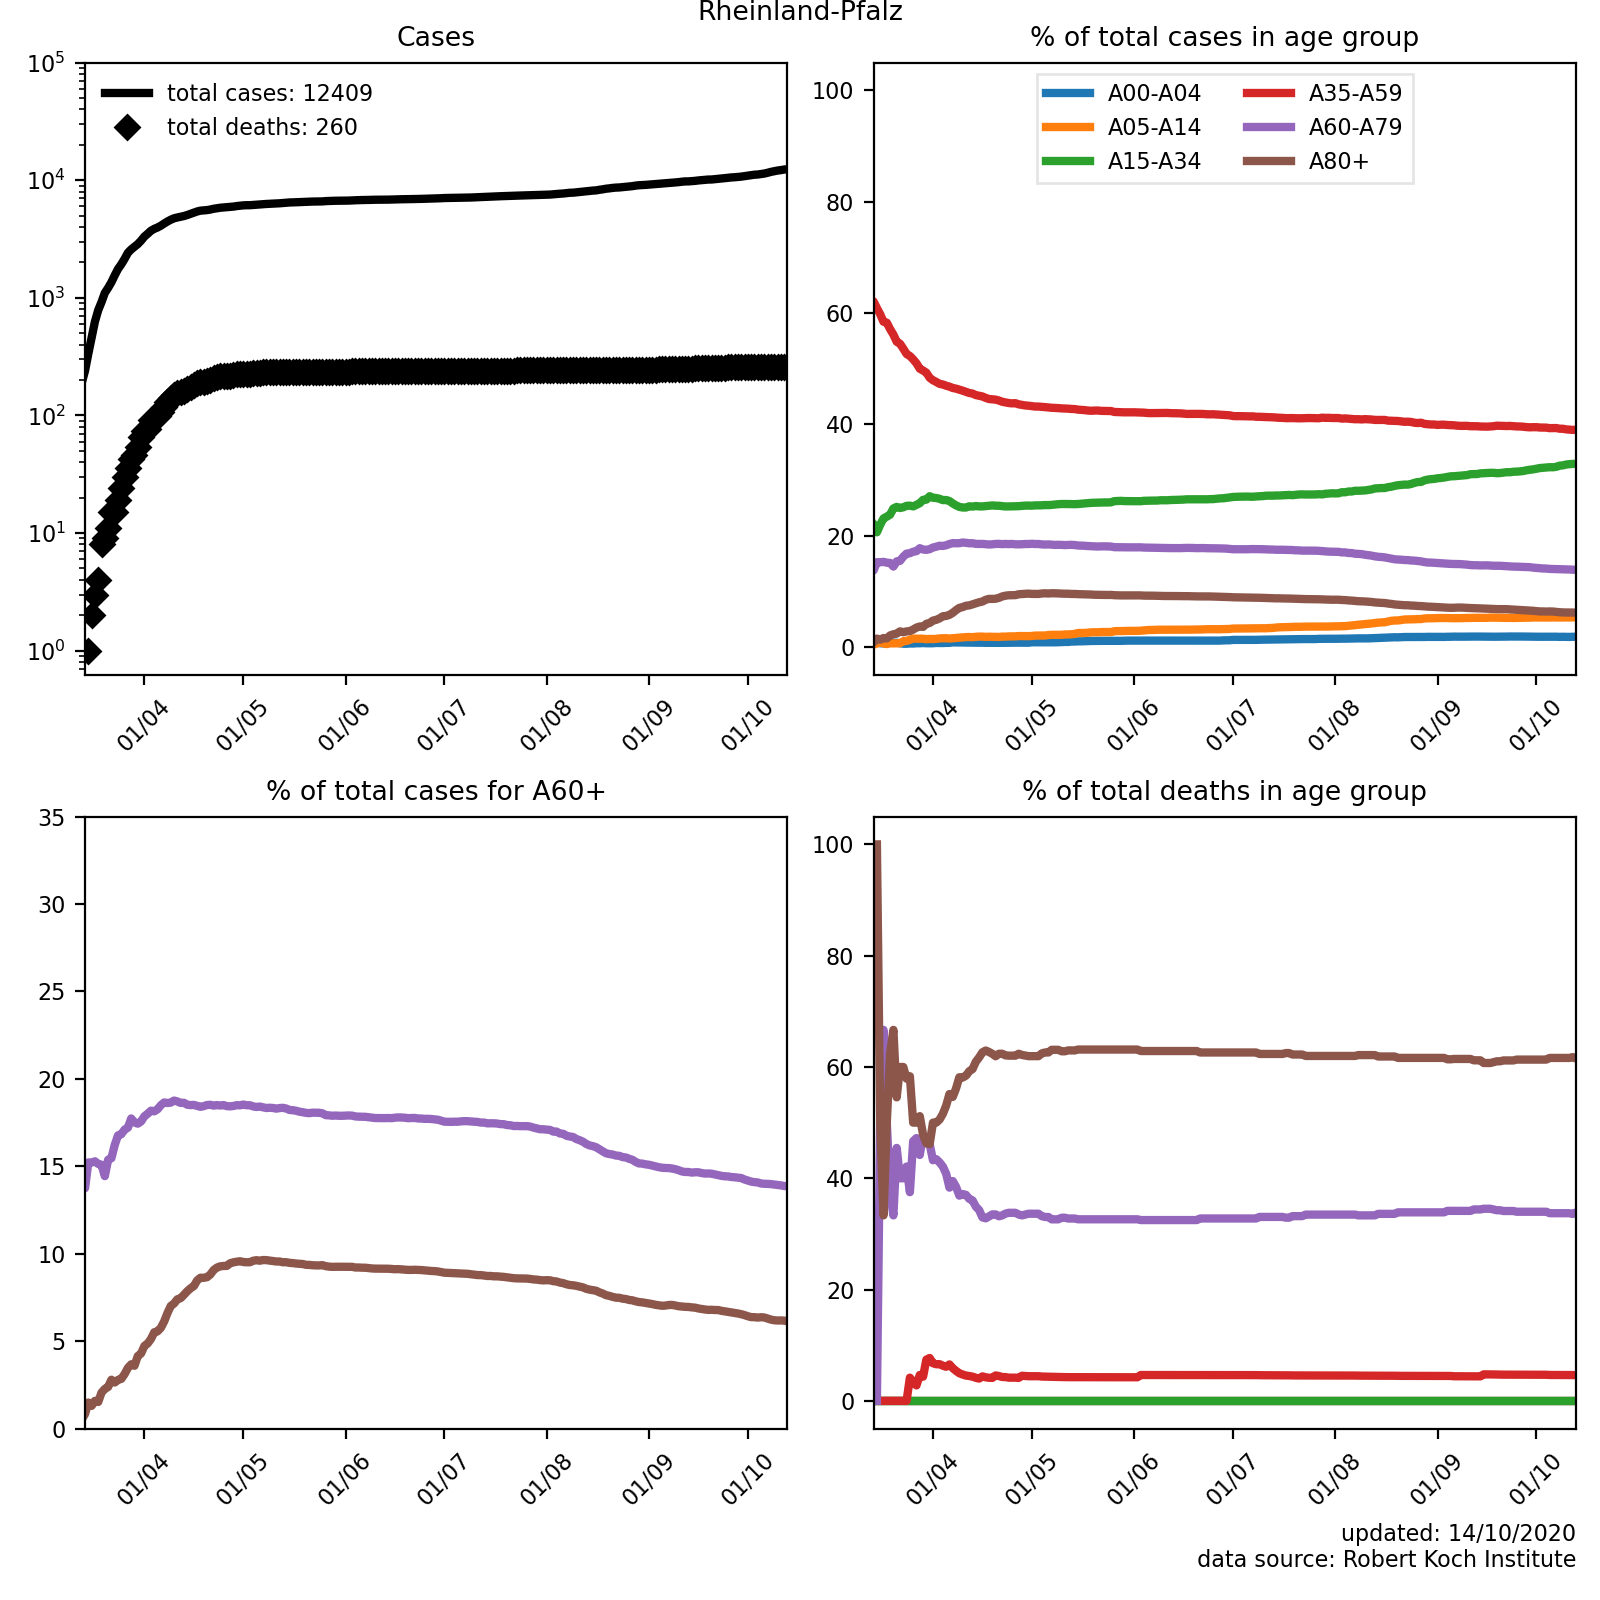 Rheinland-Pfalz
Cases
10^5
10^4
10^3
10^2
10^1
10^0
total cases: 12409
total deaths: 260
01/04 01/05 01/06 01/07 01/08 01/09 01/10
% of total cases in age group
100
80
60
40
20
0
A00-A04 A35-A59
A05-A14 A60-A79
A15-A34 A80+
01/04 01/05 01/06 01/07 01/08 01/09 01/10
% of total cases for A60+
35
30
25
20
15
10
5
0
01/04 01/05 01/06 01/07 01/08 01/09 01/10
% of total deaths in age group
100
80
60
40
20
0
01/04 01/05 01/06 01/07 01/08 01/09 01/10
updated: 14/10/2020
data source: Robert Koch Institute